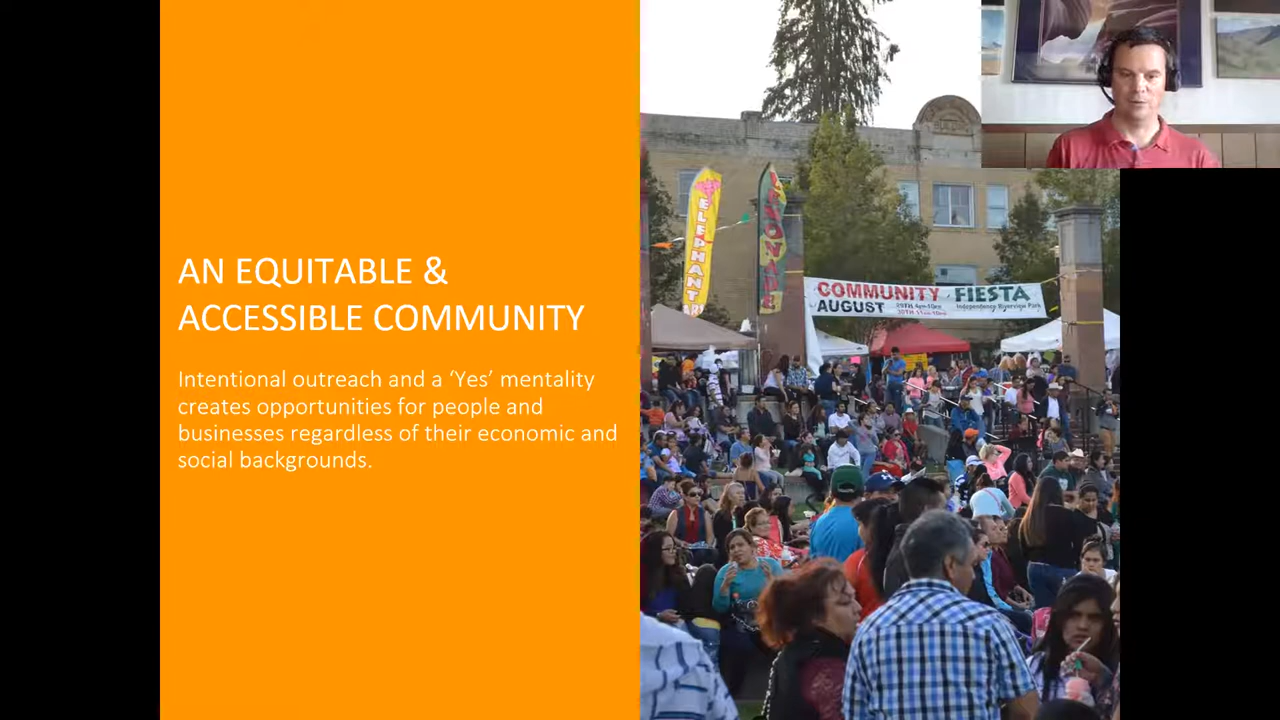 AN EQUITABLE &
ACCESSIBLE COMMUNITY
Intentional outreach and a ‘Yes’ mentality
creates opportunities for people and
businesses regardless of their economic and
social backgrounds.
ELEPHANT
COMMUNITY FIESTA
AUGUST
Independence Riverview Park